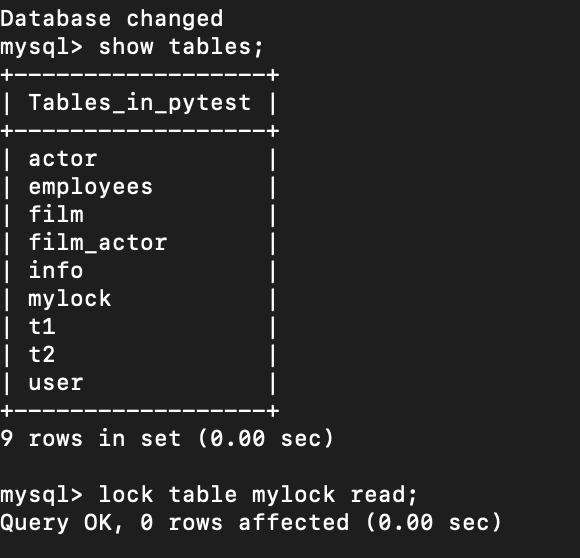 Database changed
mysql> show tables;
+------------------+
| Tables_in_pytest |
+------------------+
| actor            |
| employees        |
| film             |
| film_actor       |
| info             |
| mylock           |
| t1               |
| t2               |
| user             |
+------------------+
9 rows in set (0.00 sec)

mysql> lock table mylock read;
Query OK, 0 rows affected (0.00 sec)